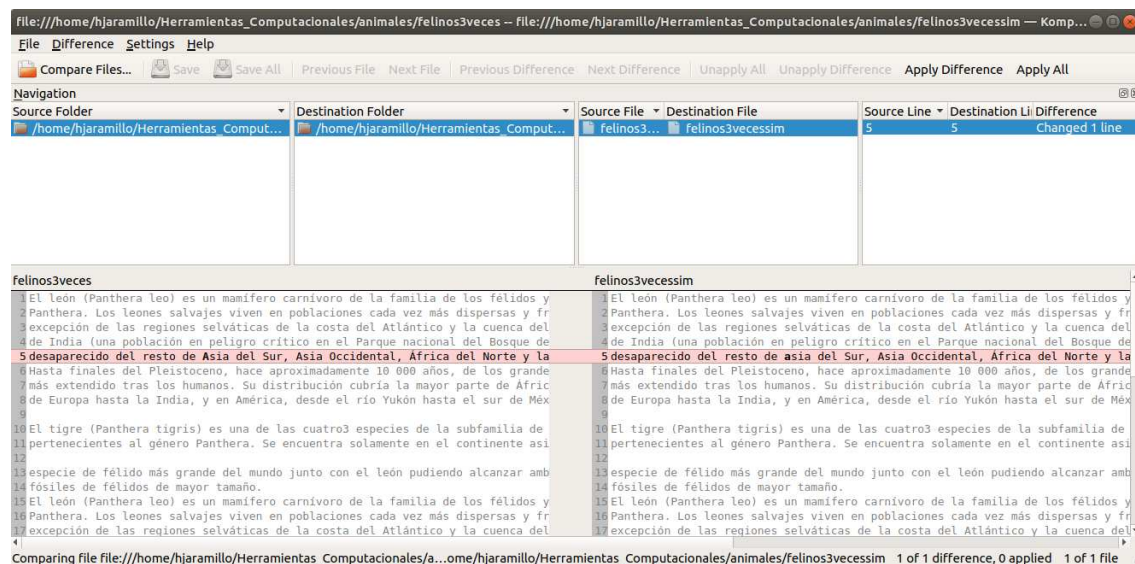 file:///home/hjaramillo/Herramientas_Computacionales/animales/felinos3veces -- file:///home/hjaramillo/Herramientas_Computacionales/animales/felinos3vecessim — Komp...
File Difference Settings Help
Compare Files... Save Save All Previous File Next File Previous Difference Next Difference Unapply All Unapply Difference Apply Difference Apply All
Navigation
Source Folder Destination Folder Source File Destination File Source Line Destination Li Difference
/home/hjaramillo/Herramientas_Comput... /home/hjaramillo/Herramientas_Comput... felinos3... felinos3vecessim 5 5 Changed 1 line
felinos3veces felinos3vecessim
1 El león (Panthera leo) es un mamífero carnívoro de la familia de los félidos y 1 El león (Panthera leo) es un mamífero carnívoro de la familia de los félidos y
2 Panthera. Los leones salvajes viven en poblaciones cada vez más dispersas y fr 2 Panthera. Los leones salvajes viven en poblaciones cada vez más dispersas y fr
3 excepción de las regiones selváticas de la costa del Atlántico y la cuenca del 3 excepción de las regiones selváticas de la costa del Atlántico y la cuenca del
4 de India (una población en peligro crítico en el Parque nacional del Bosque de 4 de India (una población en peligro crítico en el Parque nacional del Bosque de
5 desaparecido del resto de Asia del Sur, Asia Occidental, África del Norte y la 5 desaparecido del resto de asia del Sur, Asia Occidental, África del Norte y la
6 Hasta finales del Pleistoceno, hace aproximadamente 10 000 años, de los grande 6 Hasta finales del Pleistoceno, hace aproximadamente 10 000 años, de los grande
7 más extendido tras los humanos. Su distribución cubría la mayor parte de Áfric 7 más extendido tras los humanos. Su distribución cubría la mayor parte de Áfric
8 de Europa hasta la India, y en América, desde el río Yukón hasta el sur de Méx 8 de Europa hasta la India, y en América, desde el río Yukón hasta el sur de Méx
9 9
10 El tigre (Panthera tigris) es una de las cuatro3 especies de la subfamilia de 10 El tigre (Panthera tigris) es una de las cuatro3 especies de la subfamilia de
11 pertenecientes al género Panthera. Se encuentra solamente en el continente asi 11 pertenecientes al género Panthera. Se encuentra solamente en el continente asi
12 12
13 especie de félido más grande del mundo junto con el león pudiendo alcanzar amb 13 especie de félido más grande del mundo junto con el león pudiendo alcanzar amb
14 fósiles de félidos de mayor tamaño. 14 fósiles de félidos de mayor tamaño.
15 El león (Panthera leo) es un mamífero carnívoro de la familia de los félidos y 15 El león (Panthera leo) es un mamífero carnívoro de la familia de los félidos y
16 Panthera. Los leones salvajes viven en poblaciones cada vez más dispersas y fr 16 Panthera. Los leones salvajes viven en poblaciones cada vez más dispersas y fr
17 excepción de las regiones selváticas de la costa del Atlántico y la cuenca del 17 excepción de las regiones selváticas de la costa del Atlántico y la cuenca del
Comparing file file:///home/hjaramillo/Herramientas_Computacionales/a...ome/hjaramillo/Herramientas_Computacionales/animales/felinos3vecessim 1 of 1 difference, 0 applied 1 of 1 file